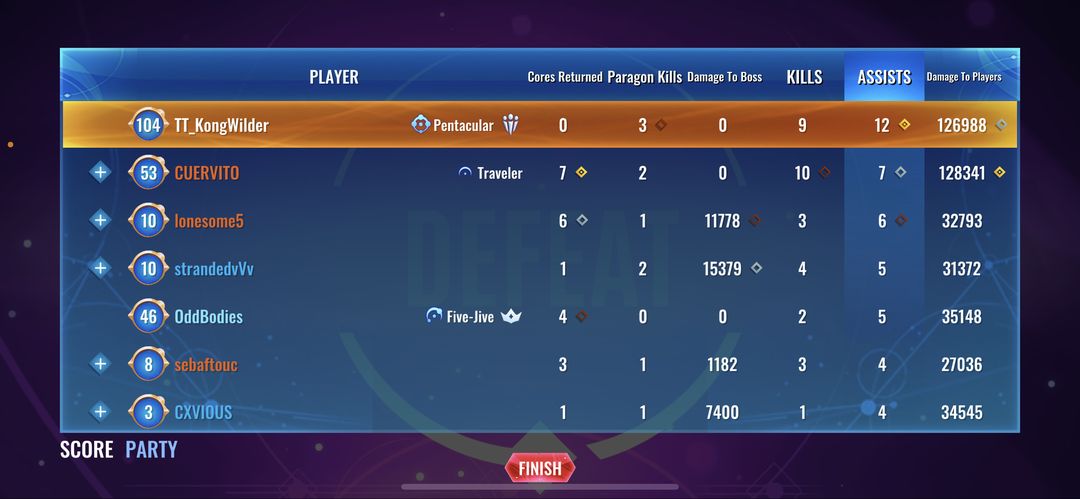 PLAYER Cores Returned Paragon Kills Damage To Boss KILLS ASSISTS Damage To Players
104 TT_KongWilder Pentacular 0 3 0 9 12 126988
53 CUERVITO Traveler 7 2 0 10 7 128341
10 lonesome5 6 1 11778 3 6 32793
10 strandedvVv 1 2 15379 4 5 31372
DEFEAT
46 OddBodies Five-Jive 4 0 0 2 5 35148
8 sebaftouc 3 1 1182 3 4 27036
3 CXVIOUS 1 1 7400 1 4 34545
SCORE PARTY
FINISH